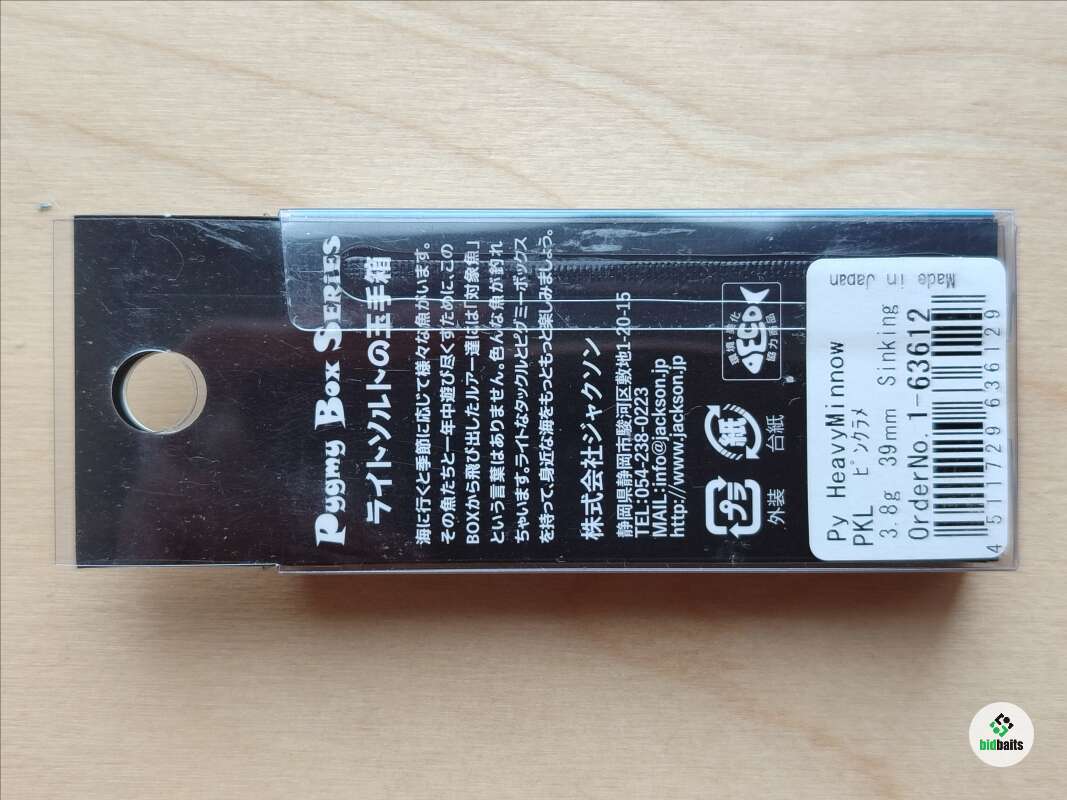 Pygmy Box SERiES
ライトソルトの玉手箱
海に行くと季節に応じて様々な魚がいます。
その魚たちと一年中遊び尽くすために、この
BOXから飛び出したルアー達には「対象魚」
という言葉はありません。色んな魚が釣れ
ちゃいます。ライトなタックルとピグミーボックス
を持って、身近な海をもっともっと楽しみましょう。
株式会社ジャクソン
静岡県静岡市駿河区敷地1-20-15
TEL:054-238-0223
MAIL:info@jackson.jp
http://www.jackson.jp
プラ
外装
紙
台紙
環境・美化
ECO
協力商品
Py HeavyMinnow
PKL ピンクラメ
3.8g 39mm Sinking
OrderNo.1-63612
4 511729 636129
Made in Japan
bidbaits